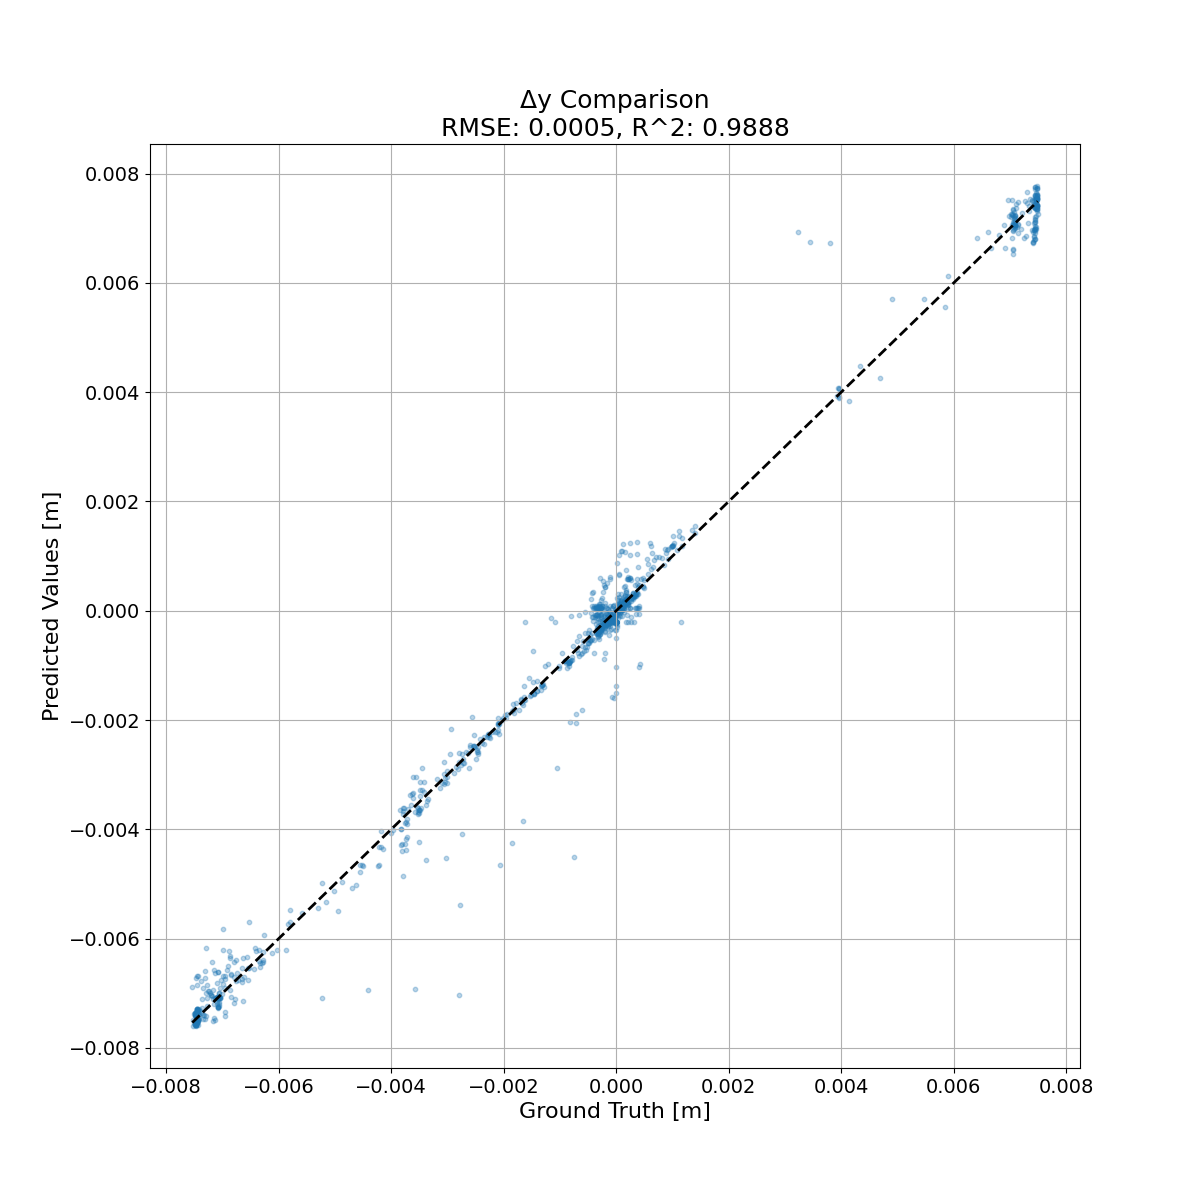 Δy Comparison
RMSE: 0.0005, R^2: 0.9888
0.008
0.006
0.004
0.002
0.000
−0.002
−0.004
−0.006
−0.008
Predicted Values [m]
−0.008 −0.006 −0.004 −0.002 0.000 0.002 0.004 0.006 0.008
Ground Truth [m]